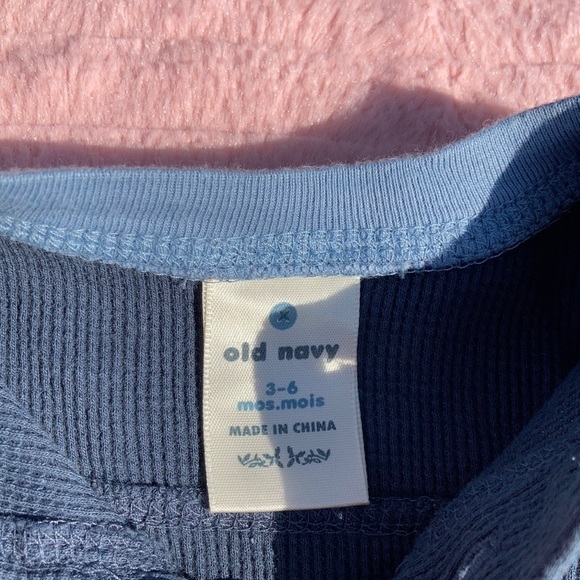 old navy
3-6
mos.mois
MADE IN CHINA